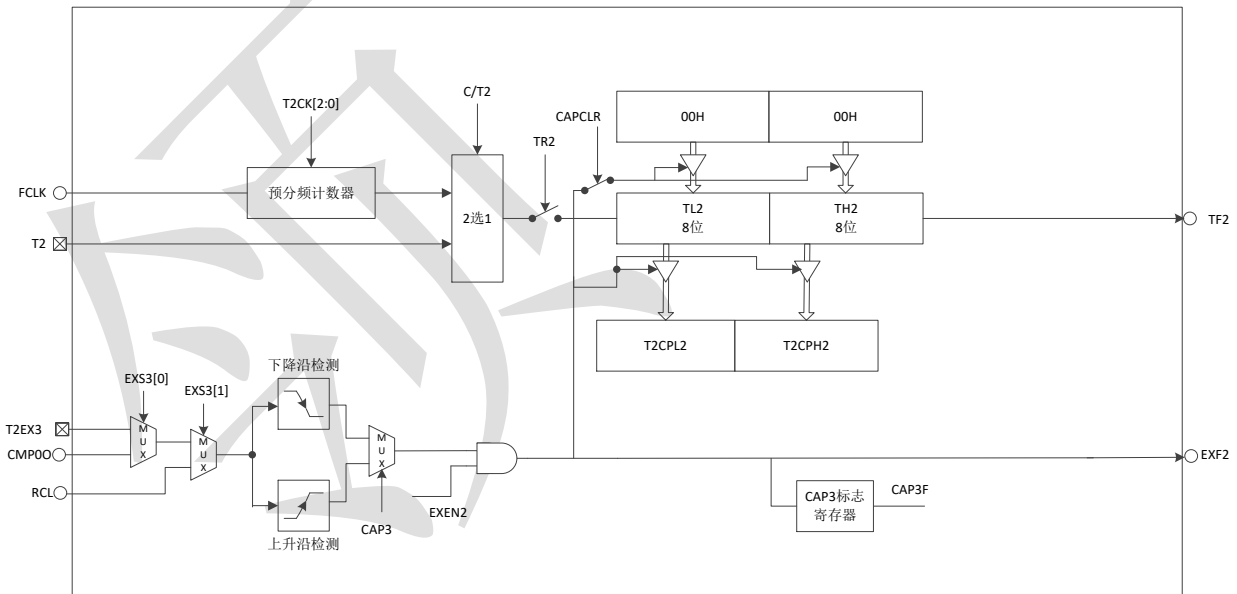 C/T2
T2CK[2:0]
CAPCLR
00H
00H
TR2
FCLK
预分频计数器
2选1
TL2
8位
TH2
8位
TF2
T2
T2CPL2
T2CPH2
下降沿检测
EXS3[0]
EXS3[1]
T2EX3
MUX
MUX
MUX
CMP0O
EXF2
RCL
CAP3
EXEN2
CAP3标志
寄存器
CAP3F
上升沿检测